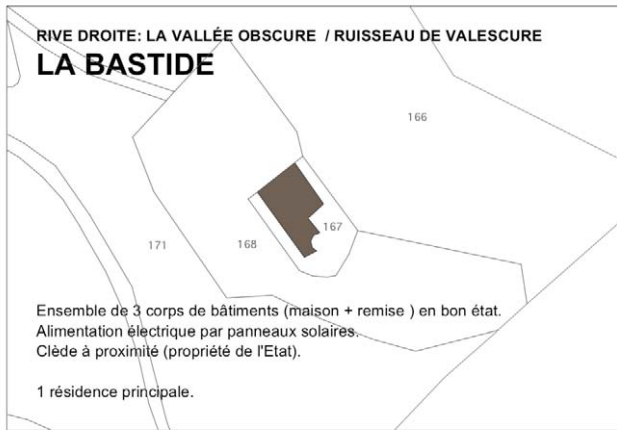 RIVE DROITE: LA VALLÉE OBSCURE / RUISSEAU DE VALESCURE
LA BASTIDE
166
167
171
168
Ensemble de 3 corps de bâtiments (maison + remise ) en bon état.
Alimentation électrique par panneaux solaires.
Clède à proximité (propriété de l'Etat).
1 résidence principale.